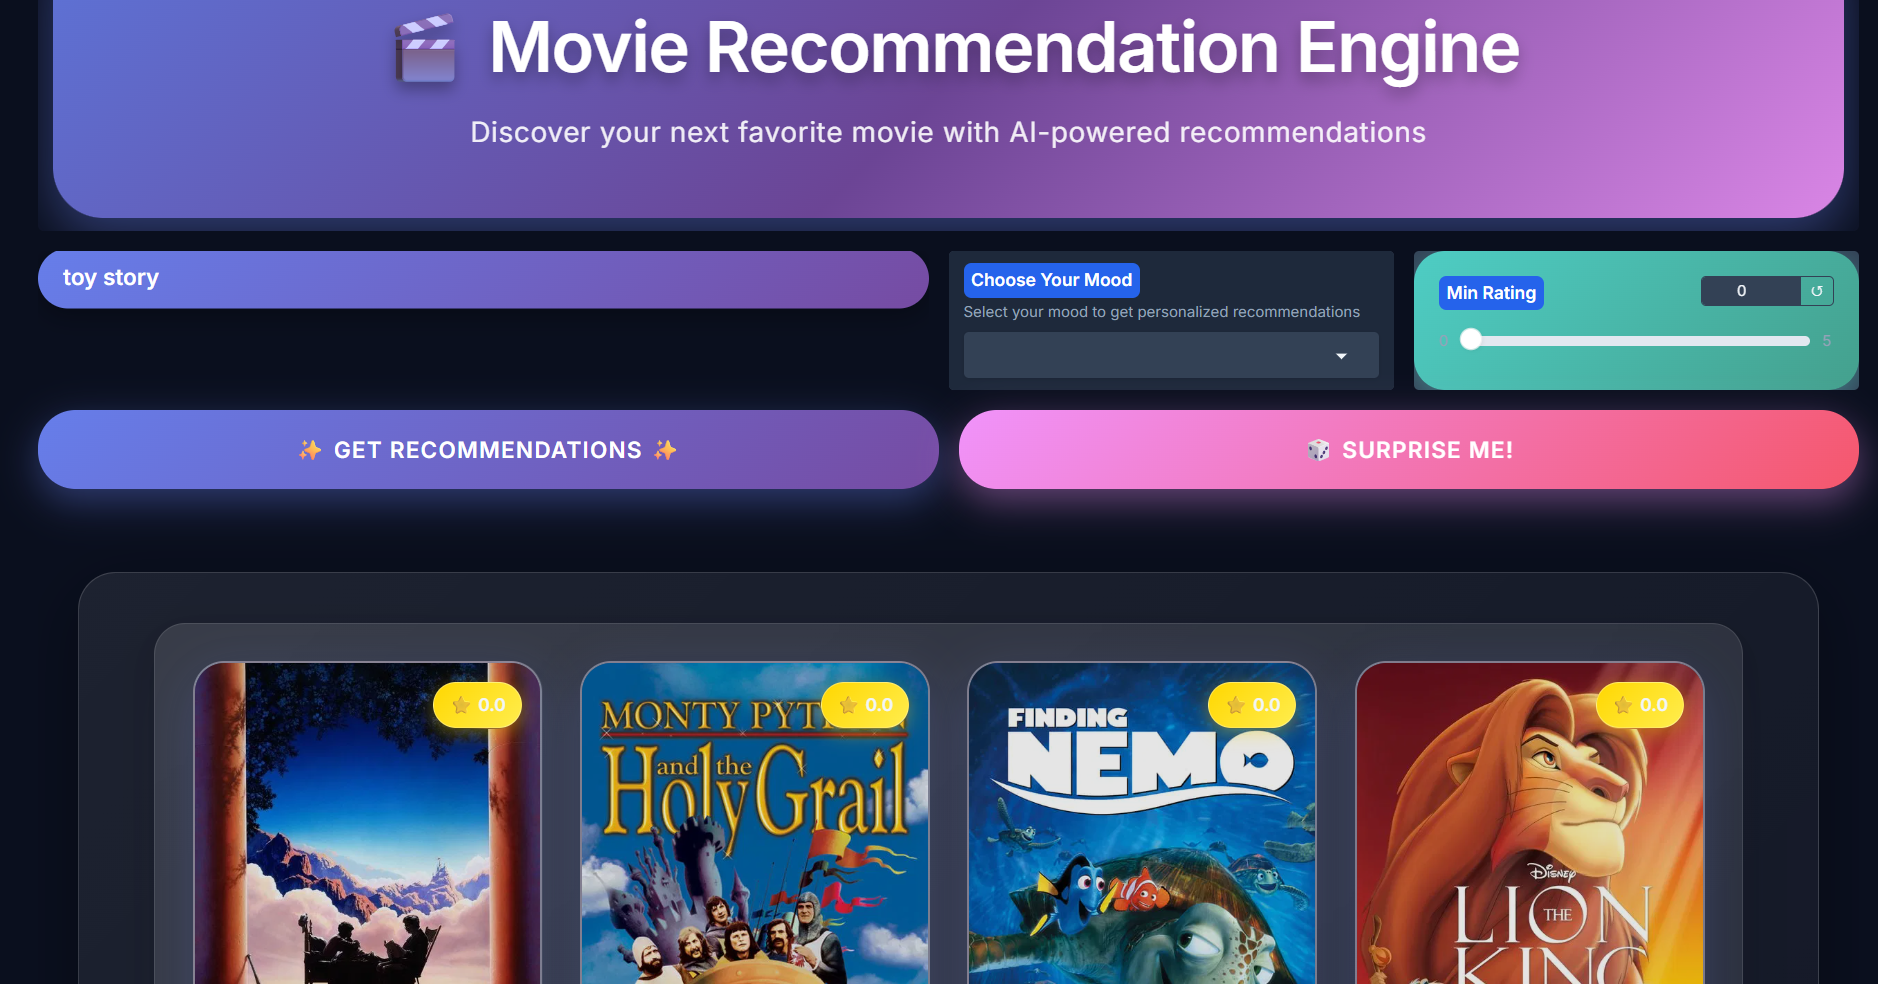 🎬 Movie Recommendation Engine
Discover your next favorite movie with AI-powered recommendations
toy story
Choose Your Mood
Select your mood to get personalized recommendations
Min Rating
0
↺
0
5
✨ GET RECOMMENDATIONS ✨
🎲 SURPRISE ME!
⭐ 0.0
⭐ 0.0
⭐ 0.0
⭐ 0.0
MONTY
and the
Holy Grail
FINDING
NEMO
Disney
THE
LION
KING